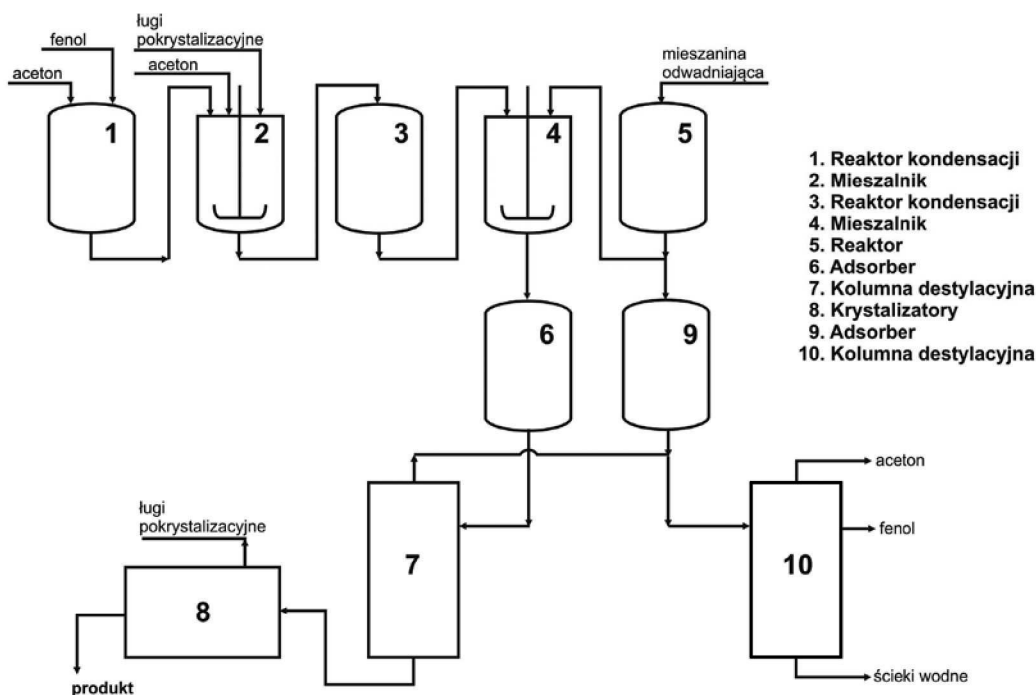 ługi
pokrystalizacyjne
fenol
aceton
aceton
mieszanina
odwadniająca
1
2
3
4
5
1. Reaktor kondensacji
2. Mieszalnik
3. Reaktor kondensacji
4. Mieszalnik
5. Reaktor
6. Adsorber
7. Kolumna destylacyjna
8. Krystalizatory
9. Adsorber
10. Kolumna destylacyjna
6
9
aceton
ługi
pokrystalizacyjne
fenol
7
10
8
produkt
ścieki wodne